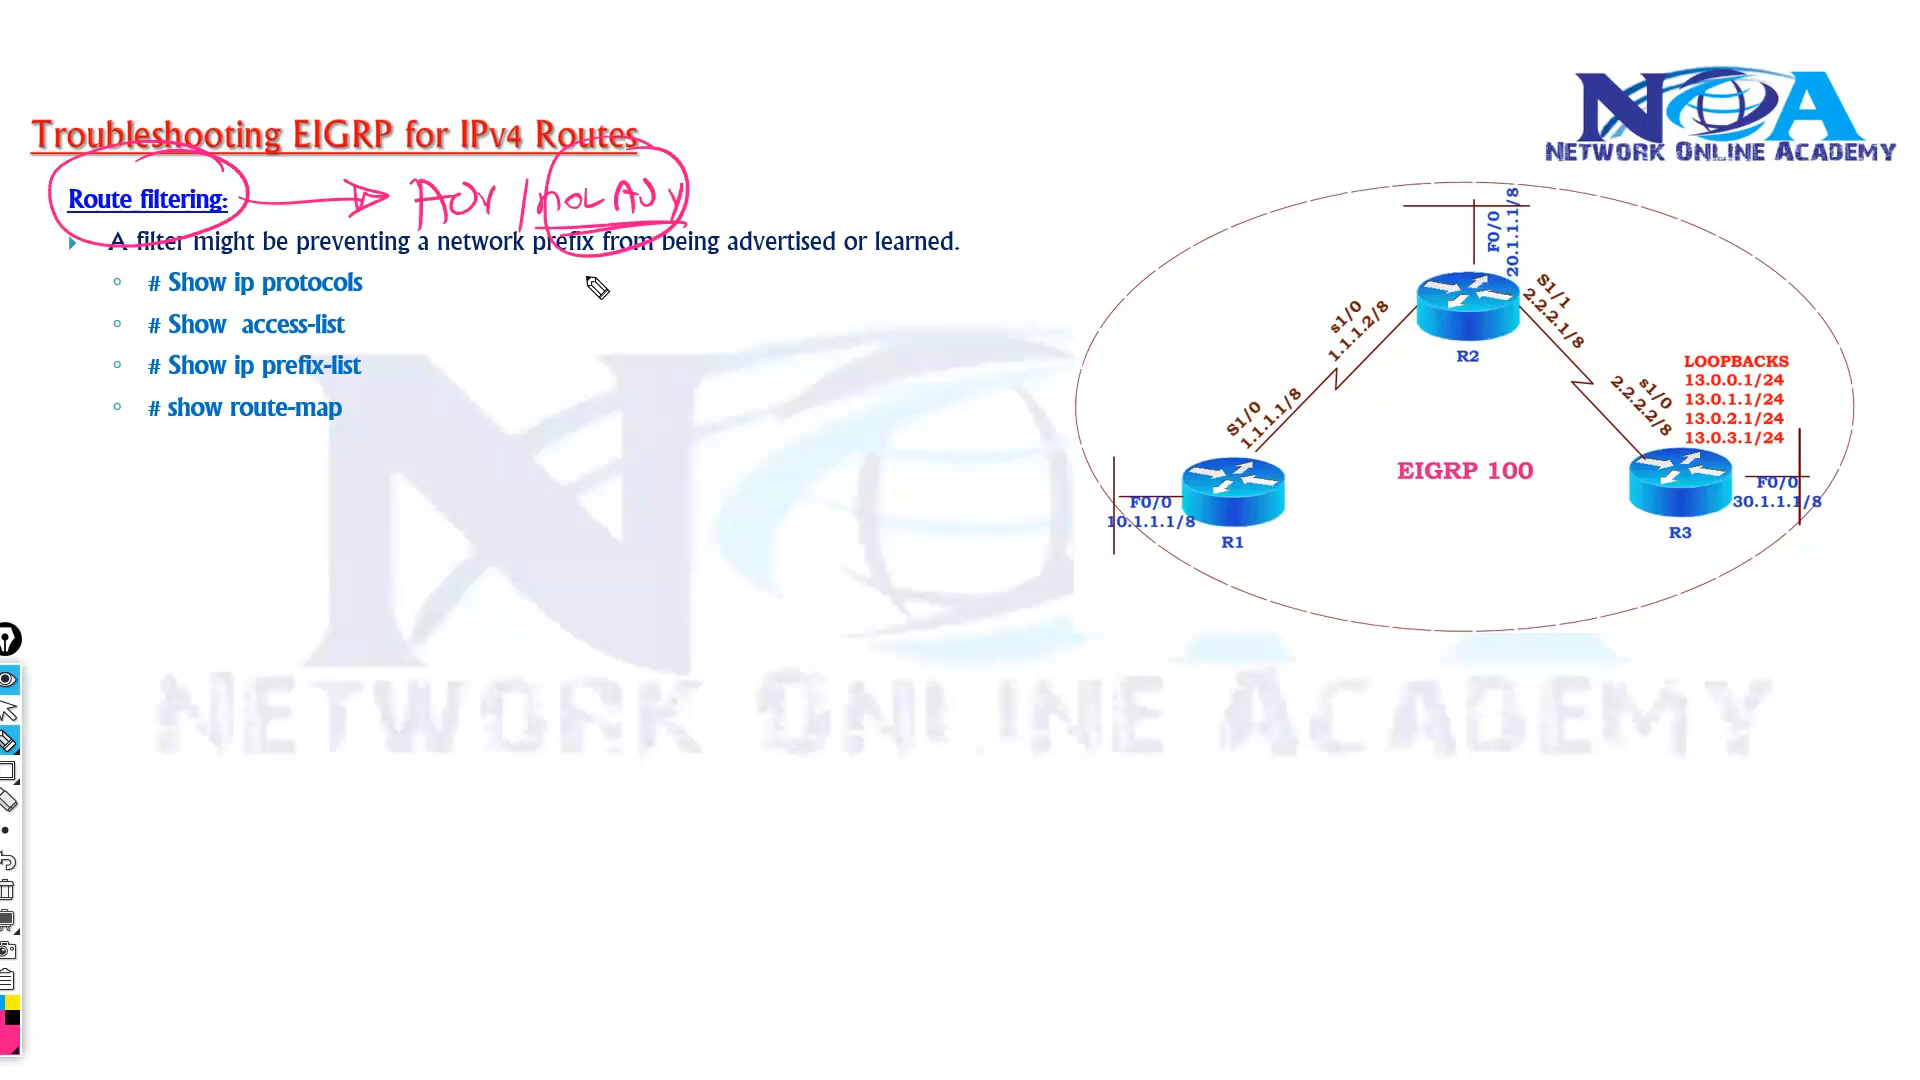 Troubleshooting EIGRP for IPv4 Routes
NOA
NETWORK ONLINE ACADEMY
Route filtering:
Adv / not Adv
A filter might be preventing a network prefix from being advertised or learned.
# Show ip protocols
# Show access-list
# Show ip prefix-list
# show route-map
F0/0
20.1.1.1/8
s1/0
1.1.1.2/8
S1/1
2.2.2.1/8
R2
S1/0
1.1.1.1/8
s1/0
2.2.2.2/8
LOOPBACKS
13.0.0.1/24
13.0.1.1/24
13.0.2.1/24
13.0.3.1/24
EIGRP 100
F0/0
10.1.1.1/8
R1
F0/0
30.1.1.1/8
R3
NETWORK ONLINE ACADEMY